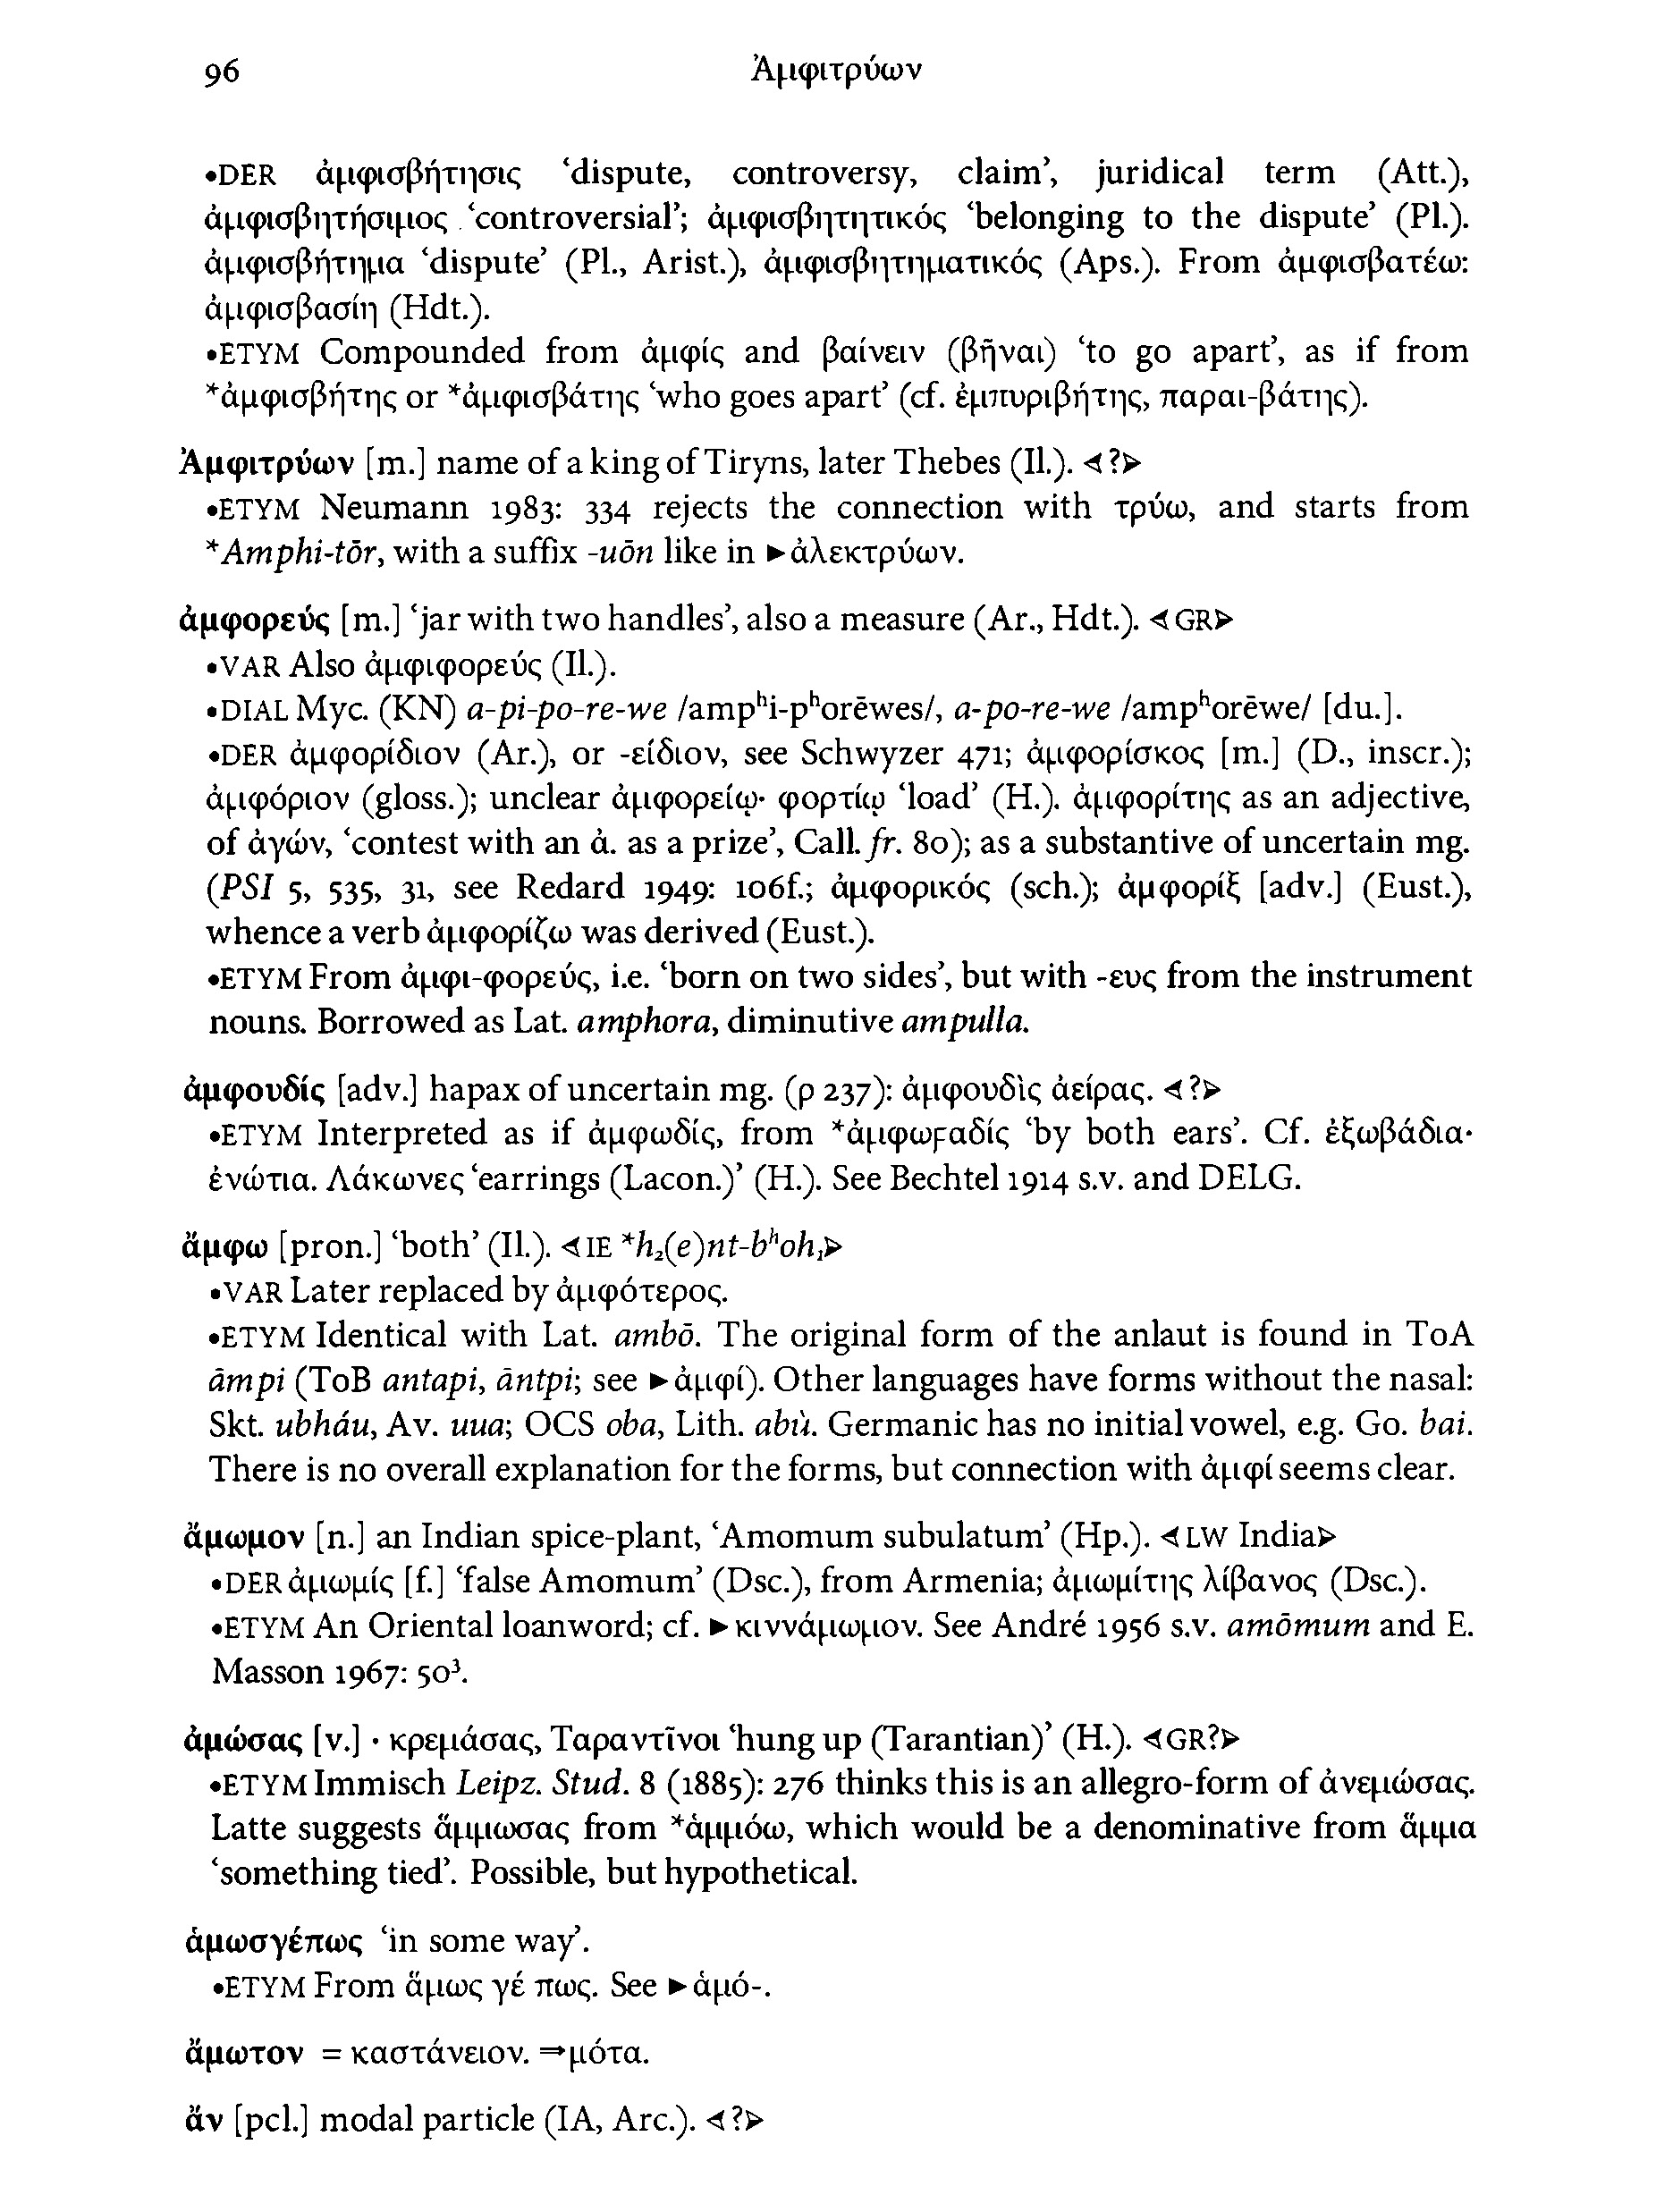 96 Ἀμφιτρύων
•DER ἀμφισβήτησις ‘dispute, controversy, claim’, juridical term (Att.),
ἀμφισβητήσιμος ‘controversial’; ἀμφισβητητικός ‘belonging to the dispute’ (Pl.).
ἀμφισβήτημα ‘dispute’ (Pl., Arist.), ἀμφισβητηματικός (Aps.). From ἀμφισβατέω:
ἀμφισβασίη (Hdt.).
•ETYM Compounded from ἀμφίς and βαίνειν (βῆναι) ‘to go apart’, as if from
*ἀμφισβήτης or *ἀμφισβάτης ‘who goes apart’ (cf. ἐμπυριβήτης, παραι-βάτης).
Ἀμφιτρύων [m.] name of a king of Tiryns, later Thebes (Il.). ◁?▷
•ETYM Neumann 1983: 334 rejects the connection with τρύω, and starts from
*Amphi-tōr, with a suffix -uōn like in ►ἀλεκτρύων.
ἀμφορεύς [m.] ‘jar with two handles’, also a measure (Ar., Hdt.). ◁GR▷
•VAR Also ἀμφιφορεύς (Il.).
•DIAL Myc. (KN) a-pi-po-re-we /ampʰi-pʰorēwes/, a-po-re-we /ampʰorēwe/ [du.].
•DER ἀμφορίδιον (Ar.), or -είδιον, see Schwyzer 471; ἀμφορίσκος [m.] (D., inscr.);
ἀμφόριον (gloss.); unclear ἀμφορείῳ· φορτίῳ ‘load’ (H.). ἀμφορίτης as an adjective,
of ἀγών, ‘contest with an ἀ. as a prize’, Call. fr. 80); as a substantive of uncertain mg.
(PSI 5, 535, 31, see Redard 1949: 106f.; ἀμφορικός (sch.); ἀμφορίξ [adv.] (Eust.),
whence a verb ἀμφορίζω was derived (Eust.).
•ETYM From ἀμφι-φορεύς, i.e. ‘born on two sides’, but with -ευς from the instrument
nouns. Borrowed as Lat. amphora, diminutive ampulla.
ἀμφουδίς [adv.] hapax of uncertain mg. (ρ 237): ἀμφουδὶς ἀείρας. ◁?▷
•ETYM Interpreted as if ἀμφωδίς, from *ἀμφωϝαδίς ‘by both ears’. Cf. ἐξωβάδια·
ἐνώτια. Λάκωνες ‘earrings (Lacon.)’ (H.). See Bechtel 1914 s.v. and DELG.
ἄμφω [pron.] ‘both’ (Il.). ◁IE *h₂(e)nt-bʰoh₁▷
•VAR Later replaced by ἀμφότερος.
•ETYM Identical with Lat. ambō. The original form of the anlaut is found in ToA
āmpi (ToB antapi, āntpi; see ►ἀμφί). Other languages have forms without the nasal:
Skt. ubháu, Av. uua; OCS oba, Lith. abù. Germanic has no initial vowel, e.g. Go. bai.
There is no overall explanation for the forms, but connection with ἀμφί seems clear.
ἄμωμον [n.] an Indian spice-plant, ‘Amomum subulatum’ (Hp.). ◁LW India▷
•DER ἀμωμίς [f.] ‘false Amomum’ (Dsc.), from Armenia; ἀμωμίτης λίβανος (Dsc.).
•ETYM An Oriental loanword; cf. ►κιννάμωμον. See André 1956 s.v. amōmum and E.
Masson 1967: 50³.
ἀμώσας [v.] · κρεμάσας, Ταραντῖνοι ‘hung up (Tarantian)’ (H.). ◁GR?▷
•ETYM Immisch Leipz. Stud. 8 (1885): 276 thinks this is an allegro-form of ἀνεμώσας.
Latte suggests ἅμμωσας from *ἁμμόω, which would be a denominative from ἅμμα
‘something tied’. Possible, but hypothetical.
ἁμωσγέπως ‘in some way’.
•ETYM From ἅμως γέ πως. See ►ἁμό-.
ἄμωτον = καστάνειον. ⇒μότα.
ἄν [pcl.] modal particle (IA, Arc.). ◁?▷